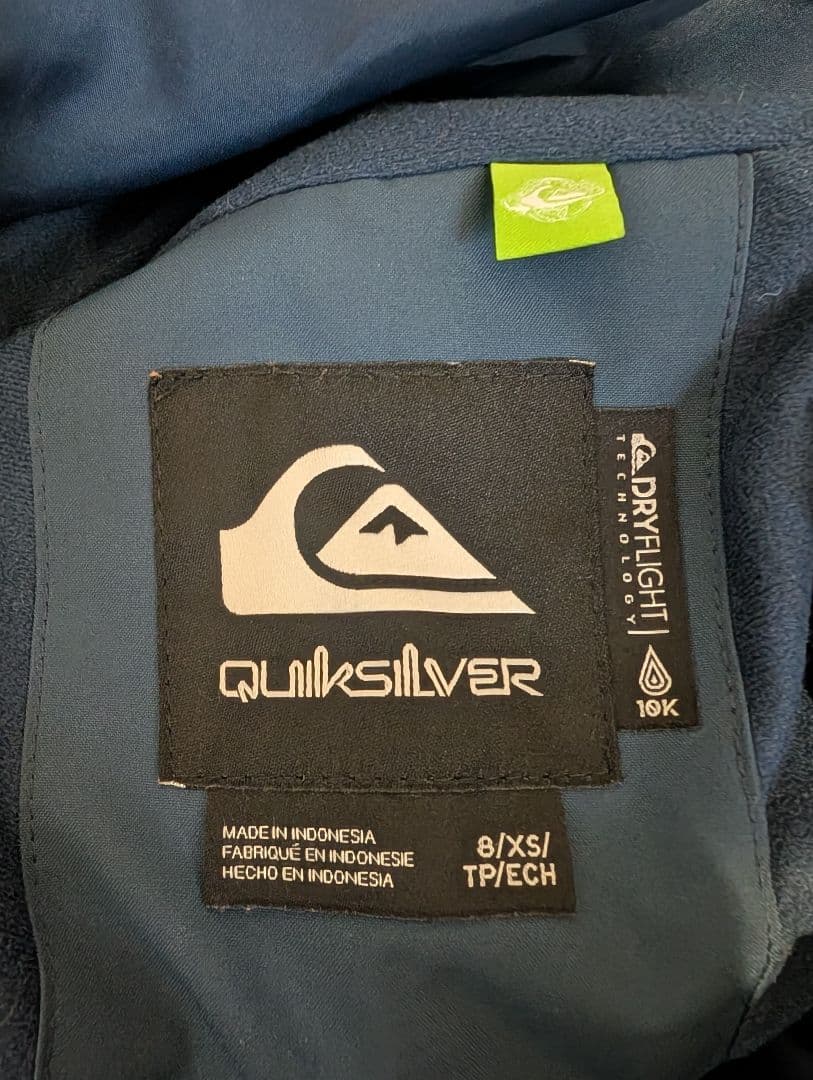 QUIKSILVER
DRYFLIGHT
TECHNOLOGY
10K
MADE IN INDONESIA
FABRIQUÉ EN INDONESIE
HECHO EN INDONESIA
8/XS/
TP/ECH